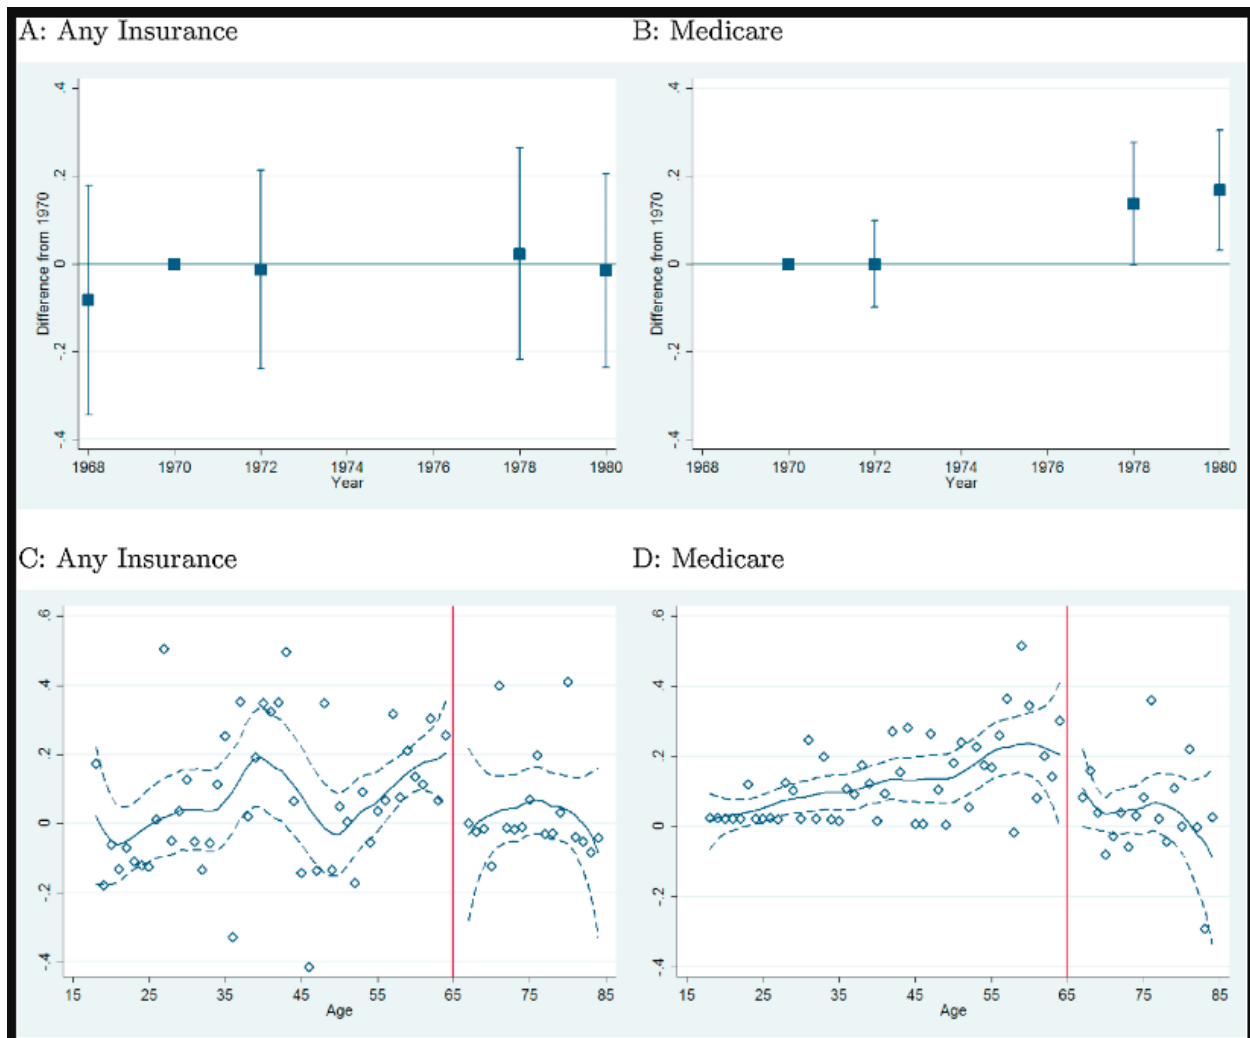 A: Any Insurance
B: Medicare
.4
.2
0
-.2
-.4
Difference from 1970
1968 1970 1972 1974 1976 1978 1980
Year
.4
.2
0
-.2
-.4
Difference from 1970
1968 1970 1972 1974 1976 1978 1980
Year
C: Any Insurance
D: Medicare
.6
.4
.2
0
-.2
-.4
15 25 35 45 55 65 75 85
Age
.6
.4
.2
0
-.2
-.4
15 25 35 45 55 65 75 85
Age